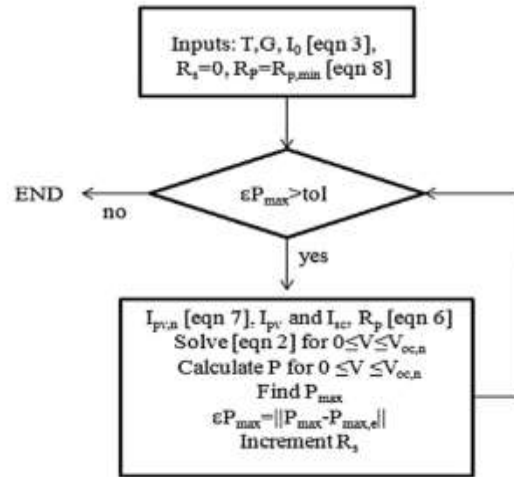 Inputs: T,G, I₀ [eqn 3],
Rₛ=0, Rₚ=Rₚ,ₘᵢₙ [eqn 8]
εPₘₐₓ>toI
END
no
yes
Iₚᵥ,ₙ [eqn 7], Iₚᵥ and Iₛc, Rₚ [eqn 6]
Solve [eqn 2] for 0≤V≤Vₒc,ₙ
Calculate P for 0 ≤V ≤Vₒc,ₙ
Find Pₘₐₓ
εPₘₐₓ=||Pₘₐₓ-Pₘₐₓ,ₑ||
Increment Rₛ